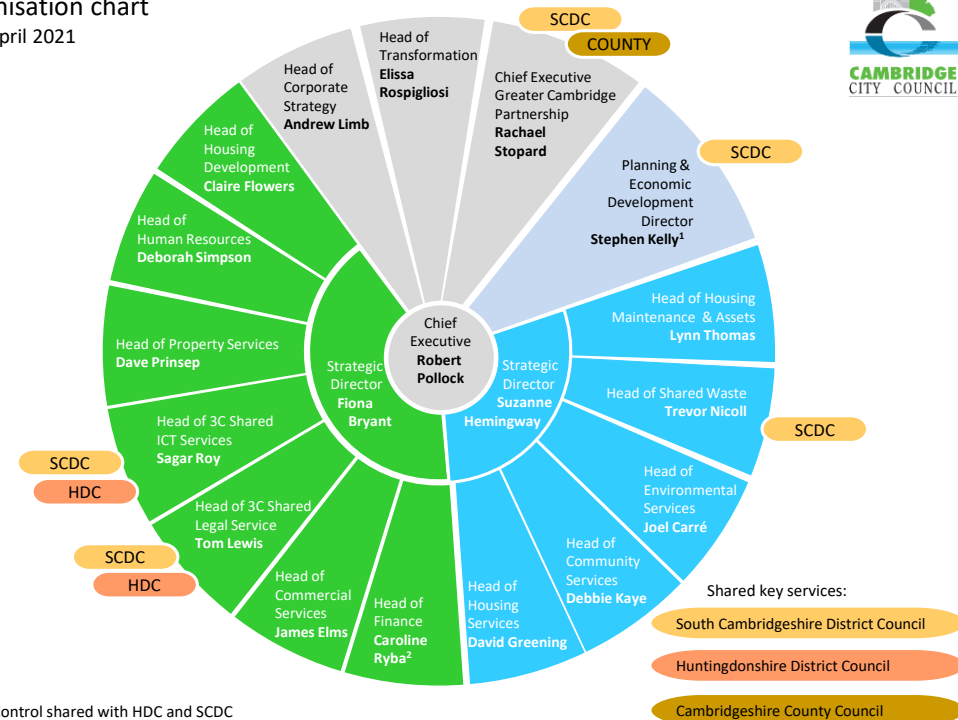 nisation chart
pril 2021
SCDC
COUNTY
CAMBRIDGE
CITY COUNCIL
Head of
Transformation
Elissa
Rospigliosi
Head of
Corporate
Strategy
Andrew Limb
Chief Executive
Greater Cambridge
Partnership
Rachael
Stopard
Head of
Housing
Development
Claire Flowers
SCDC
Planning &
Economic
Development
Director
Stephen Kelly¹
Head of
Human Resources
Deborah Simpson
Head of Housing
Maintenance & Assets
Lynn Thomas
Chief
Executive
Robert
Pollock
Head of Property Services
Dave Prinsep
Strategic
Director
Fiona
Bryant
Strategic
Director
Suzanne
Hemingway
Head of Shared Waste
Trevor Nicoll
SCDC
Head of 3C Shared
ICT Services
Sagar Roy
SCDC
HDC
Head of
Environmental
Services
Joel Carré
Head of 3C Shared
Legal Service
Tom Lewis
SCDC
HDC
Head of
Community
Services
Debbie Kaye
Head of
Commercial
Services
James Elms
Head of
Finance
Caroline
Ryba²
Head of
Housing
Services
David Greening
Shared key services:
South Cambridgeshire District Council
Huntingdonshire District Council
Cambridgeshire County Council
ontrol shared with HDC and SCDC